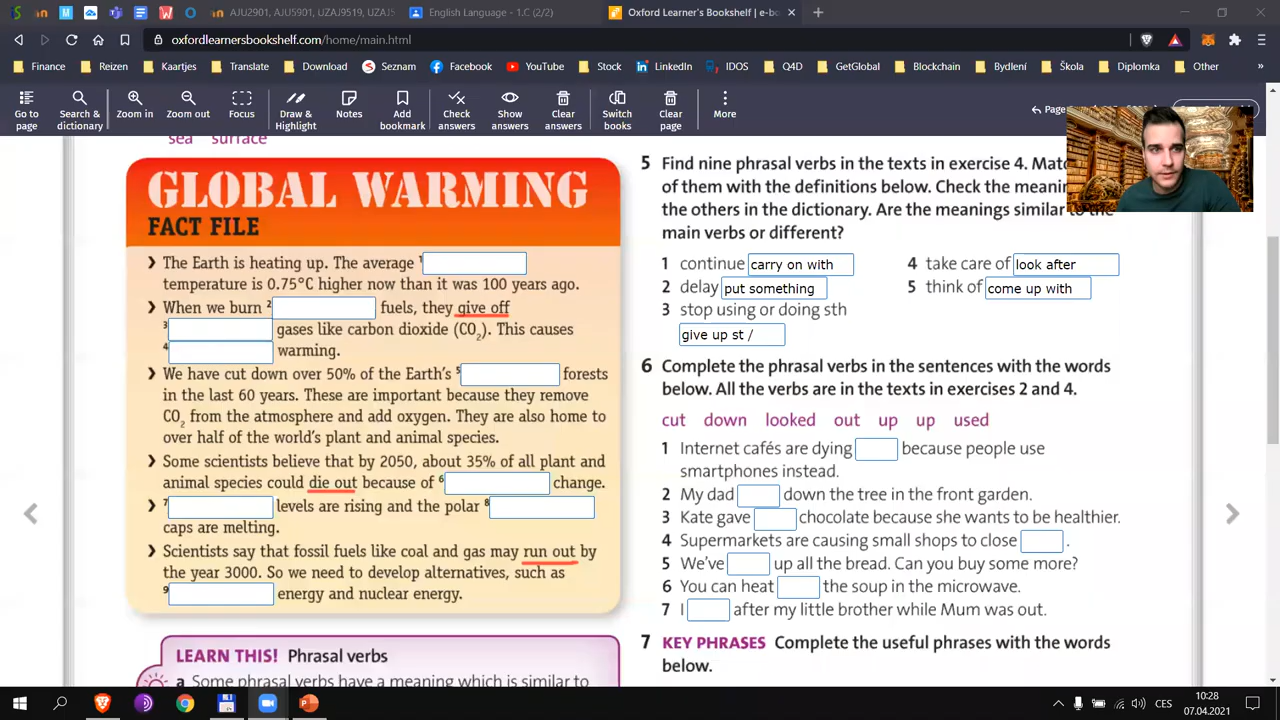 AJU2901, AJU5901, UZAJ9519, UZAJ5
English Language - 1.C (2/2)
Oxford Learner's Bookshelf | e-bo
oxfordlearnersbookshelf.com/home/main.html
Finance
Reizen
Kaartjes
Translate
Download
Seznam
Facebook
YouTube
Stock
LinkedIn
IDOS
Q4D
GetGlobal
Blockchain
Bydlení
Škola
Diplomka
Other
Go to page
Search & dictionary
Zoom in
Zoom out
Focus
Draw & Highlight
Notes
Add bookmark
Check answers
Show answers
Clear answers
Switch books
Clear page
More
Page
sea surface
GLOBAL WARMING
FACT FILE
The Earth is heating up. The average 1
temperature is 0.75°C higher now than it was 100 years ago.
When we burn 2 fuels, they give off
3 gases like carbon dioxide (CO2). This causes
4 warming.
We have cut down over 50% of the Earth's 5 forests
in the last 60 years. These are important because they remove
CO2 from the atmosphere and add oxygen. They are also home to
over half of the world's plant and animal species.
Some scientists believe that by 2050, about 35% of all plant and
animal species could die out because of 6 change.
7 levels are rising and the polar 8
caps are melting.
Scientists say that fossil fuels like coal and gas may run out by
the year 3000. So we need to develop alternatives, such as
9 energy and nuclear energy.
LEARN THIS! Phrasal verbs
a Some phrasal verbs have a meaning which is similar to
5 Find nine phrasal verbs in the texts in exercise 4. Mat
of them with the definitions below. Check the meanin
the others in the dictionary. Are the meanings similar to the
main verbs or different?
1 continue carry on with
2 delay put something
3 stop using or doing sth
give up st /
4 take care of look after
5 think of come up with
6 Complete the phrasal verbs in the sentences with the words
below. All the verbs are in the texts in exercises 2 and 4.
cut down looked out up up used
1 Internet cafés are dying because people use
smartphones instead.
2 My dad down the tree in the front garden.
3 Kate gave chocolate because she wants to be healthier.
4 Supermarkets are causing small shops to close .
5 We've up all the bread. Can you buy some more?
6 You can heat the soup in the microwave.
7 I after my little brother while Mum was out.
7 KEY PHRASES Complete the useful phrases with the words
below.
CES
10:28
07.04.2021